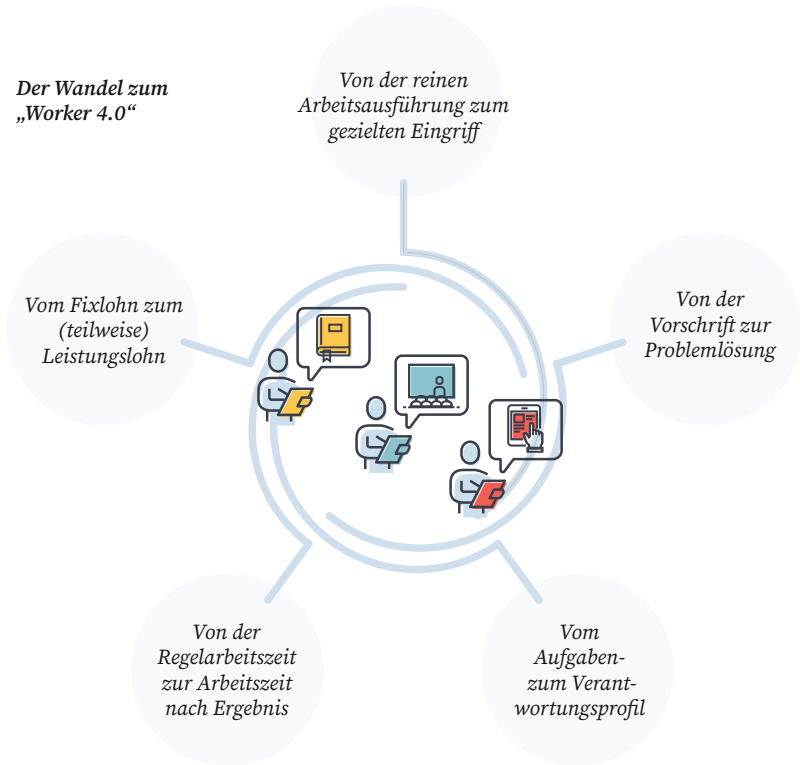 Der Wandel zum
„Worker 4.0“
Von der reinen
Arbeitsausführung zum
gezielten Eingriff
Vom Fixlohn zum
(teilweise)
Leistungslohn
Von der
Vorschrift zur
Problemlösung
Von der
Regelarbeitszeit
zur Arbeitszeit
nach Ergebnis
Vom
Aufgaben-
zum Verant-
wortungsprofil